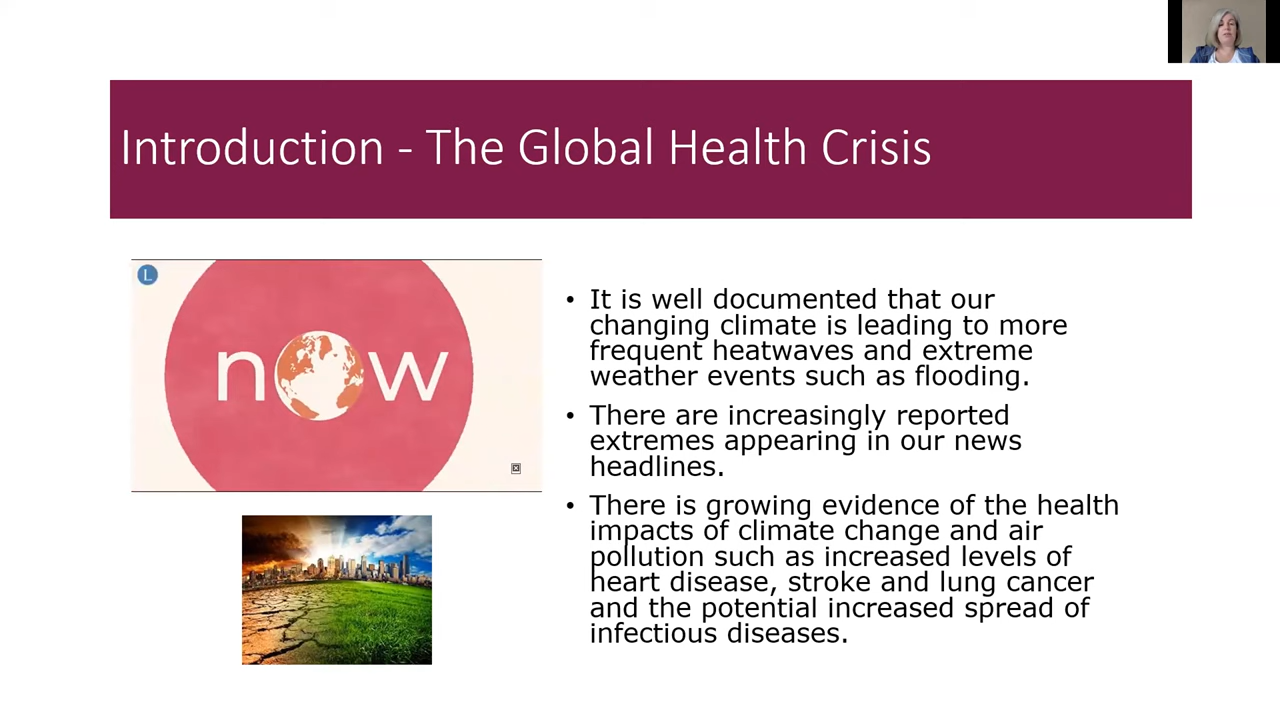 Introduction - The Global Health Crisis
L
now
• It is well documented that our
changing climate is leading to more
frequent heatwaves and extreme
weather events such as flooding.
• There are increasingly reported
extremes appearing in our news
headlines.
• There is growing evidence of the health
impacts of climate change and air
pollution such as increased levels of
heart disease, stroke and lung cancer
and the potential increased spread of
infectious diseases.